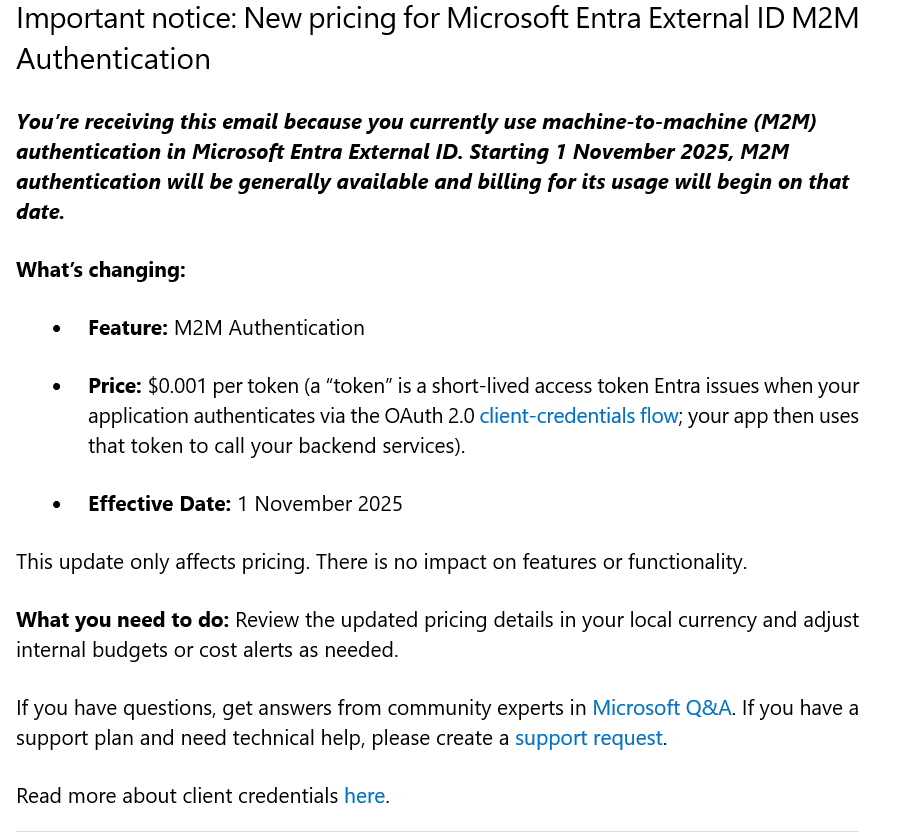 Important notice: New pricing for Microsoft Entra External ID M2M
Authentication
You're receiving this email because you currently use machine-to-machine (M2M)
authentication in Microsoft Entra External ID. Starting 1 November 2025, M2M
authentication will be generally available and billing for its usage will begin on that
date.
What's changing:
• Feature: M2M Authentication
• Price: $0.001 per token (a “token” is a short-lived access token Entra issues when your
application authenticates via the OAuth 2.0 client-credentials flow; your app then uses
that token to call your backend services).
• Effective Date: 1 November 2025
This update only affects pricing. There is no impact on features or functionality.
What you need to do: Review the updated pricing details in your local currency and adjust
internal budgets or cost alerts as needed.
If you have questions, get answers from community experts in Microsoft Q&A. If you have a
support plan and need technical help, please create a support request.
Read more about client credentials here.